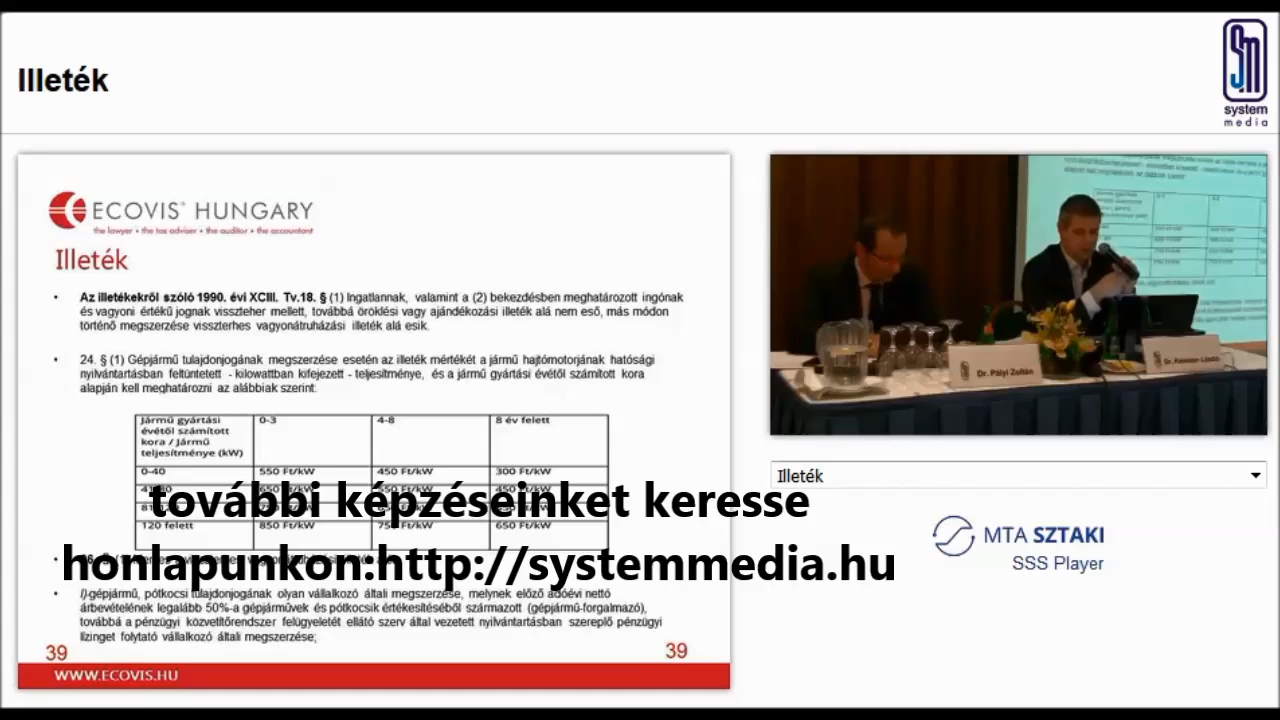 Illeték
system
media
ECOVIS® HUNGARY
the lawyer • the tax adviser • the auditor • the accountant
Illeték
• Az illetékekről szóló 1990. évi XCIII. Tv.18. § (1) Ingatlannak, valamint a (2) bekezdésben meghatározott ingónak
és vagyoni értékű jognak visszteher mellett, továbbá öröklési vagy ajándékozási illeték alá nem eső, más módon
történő megszerzése visszterhes vagyonátruházási illeték alá esik.
• 24. § (1) Gépjármű tulajdonjogának megszerzése esetén az illeték mértékét a jármű hajtómotorjának hatósági
nyilvántartásban feltüntetett - kilowattban kifejezett - teljesítménye, és a jármű gyártási évétől számított kora
alapján kell meghatározni az alábbiak szerint.
Jármű gyártási
évétől számított
kora / Jármű
teljesítménye (kW)
0-3 4-8 8 év felett
0-40 550 Ft/kW 450 Ft/kW 300 Ft/kW
120 felett 850 Ft/kW 750 Ft/kW 650 Ft/kW
további képzéseinket keresse
honlapunkon:http://systemmedia.hu
• l)-gépjármű, pótkocsi tulajdonjogának olyan vállalkozó általi megszerzése, melynek előző adóévi nettó
árbevételének legalább 50%-a gépjárművek és pótkocsik értékesítéséből származott (gépjármű-forgalmazó),
továbbá a pénzügyi közvetítőrendszer felügyeletét ellátó szerv által vezetett nyilvántartásban szereplő pénzügyi
lízinget folytató vállalkozó általi megszerzése;
39 39
WWW.ECOVIS.HU
Dr. Pályi Zoltán
Illeték
MTA SZTAKI
SSS Player